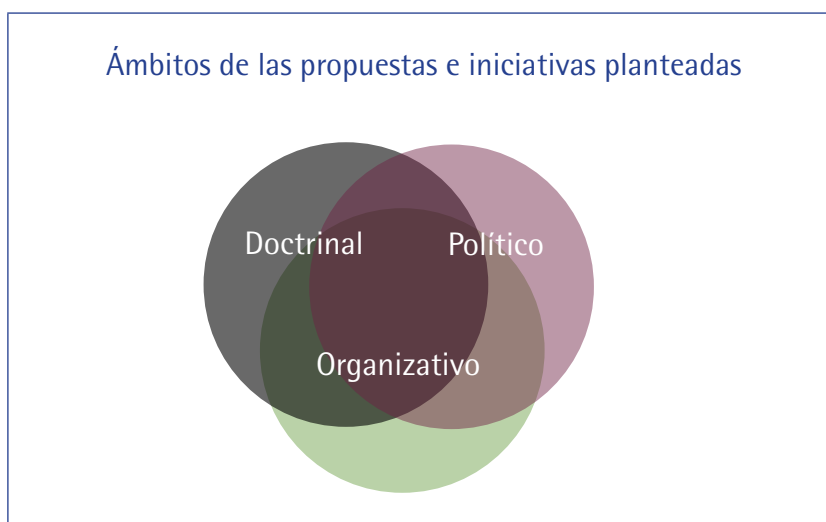 Ámbitos de las propuestas e iniciativas planteadas
Doctrinal
Político
Organizativo